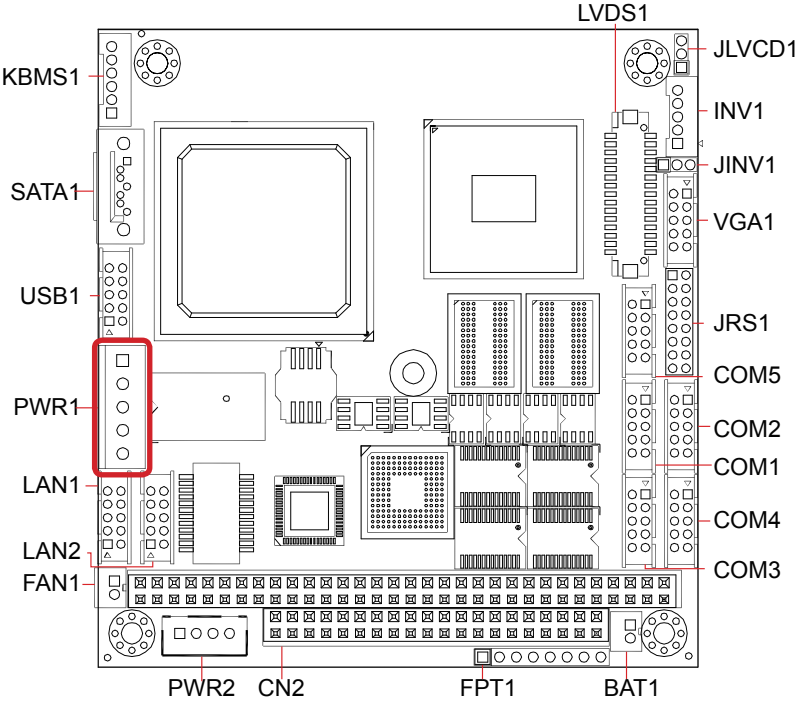 LVDS1
JLVCD1
KBMS1
INV1
JINV1
SATA1
VGA1
USB1
JRS1
COM5
PWR1
COM2
COM1
LAN1
COM4
LAN2
COM3
FAN1
PWR2
CN2
FPT1
BAT1